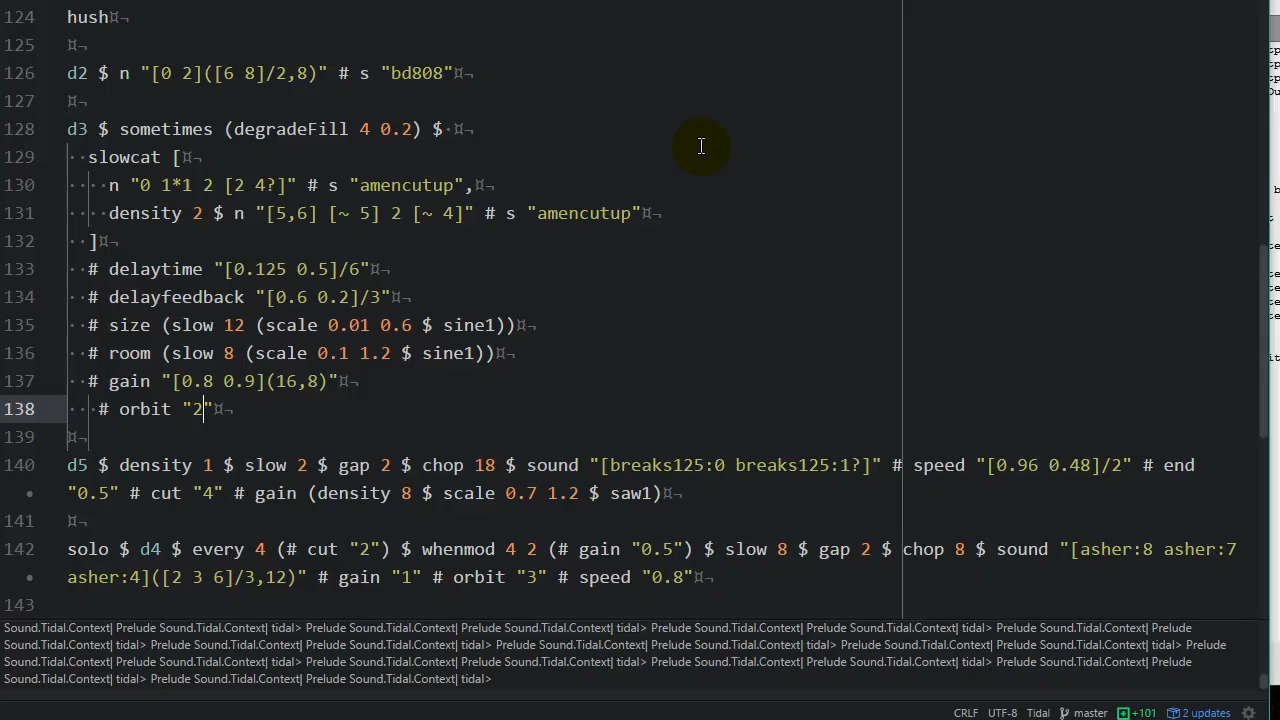 124 hush¤¬
125 ¤¬
126 d2 $ n "[0 2]([6 8]/2,8)" # s "bd808"¤¬
127 ¤¬
128 d3 $ sometimes (degradeFill 4 0.2) $·¤¬
129 ··slowcat [¤¬
130 ····n "0 1*1 2 [2 4?]" # s "amencutup",¤¬
131 ····density 2 $ n "[5,6] [~ 5] 2 [~ 4]" # s "amencutup"¤¬
132 ··]¤¬
133 ··# delaytime "[0.125 0.5]/6"¤¬
134 ··# delayfeedback "[0.6 0.2]/3"¤¬
135 ··# size (slow 12 (scale 0.01 0.6 $ sine1))¤¬
136 ··# room (slow 8 (scale 0.1 1.2 $ sine1))¤¬
137 ··# gain "[0.8 0.9](16,8)"¤¬
138 ···# orbit "2"¤¬
139 ¤¬
140 d5 $ density 1 $ slow 2 $ gap 2 $ chop 18 $ sound "[breaks125:0 breaks125:1?]" # speed "[0.96 0.48]/2" # end
• "0.5" # cut "4" # gain (density 8 $ scale 0.7 1.2 $ saw1)¤¬
141 ¤¬
142 solo $ d4 $ every 4 (# cut "2") $ whenmod 4 2 (# gain "0.5") $ slow 8 $ gap 2 $ chop 8 $ sound "[asher:8 asher:7
• asher:4]([2 3 6]/3,12)" # gain "1" # orbit "3" # speed "0.8"¤¬
143
Sound.Tidal.Context| Prelude Sound.Tidal.Context| tidal> Prelude Sound.Tidal.Context| Prelude Sound.Tidal.Context| Prelude Sound.Tidal.Context| tidal> Prelude Sound.Tidal.Context| Prelude
Sound.Tidal.Context| Prelude Sound.Tidal.Context| tidal> Prelude Sound.Tidal.Context| Prelude Sound.Tidal.Context| tidal> Prelude Sound.Tidal.Context| Prelude Sound.Tidal.Context| tidal> Prelude
Sound.Tidal.Context| Prelude Sound.Tidal.Context| tidal> Prelude Sound.Tidal.Context| Prelude Sound.Tidal.Context| Prelude Sound.Tidal.Context| tidal> Prelude Sound.Tidal.Context| Prelude
Sound.Tidal.Context| Prelude Sound.Tidal.Context| tidal>
CRLF UTF-8 Tidal master +101 2 updates